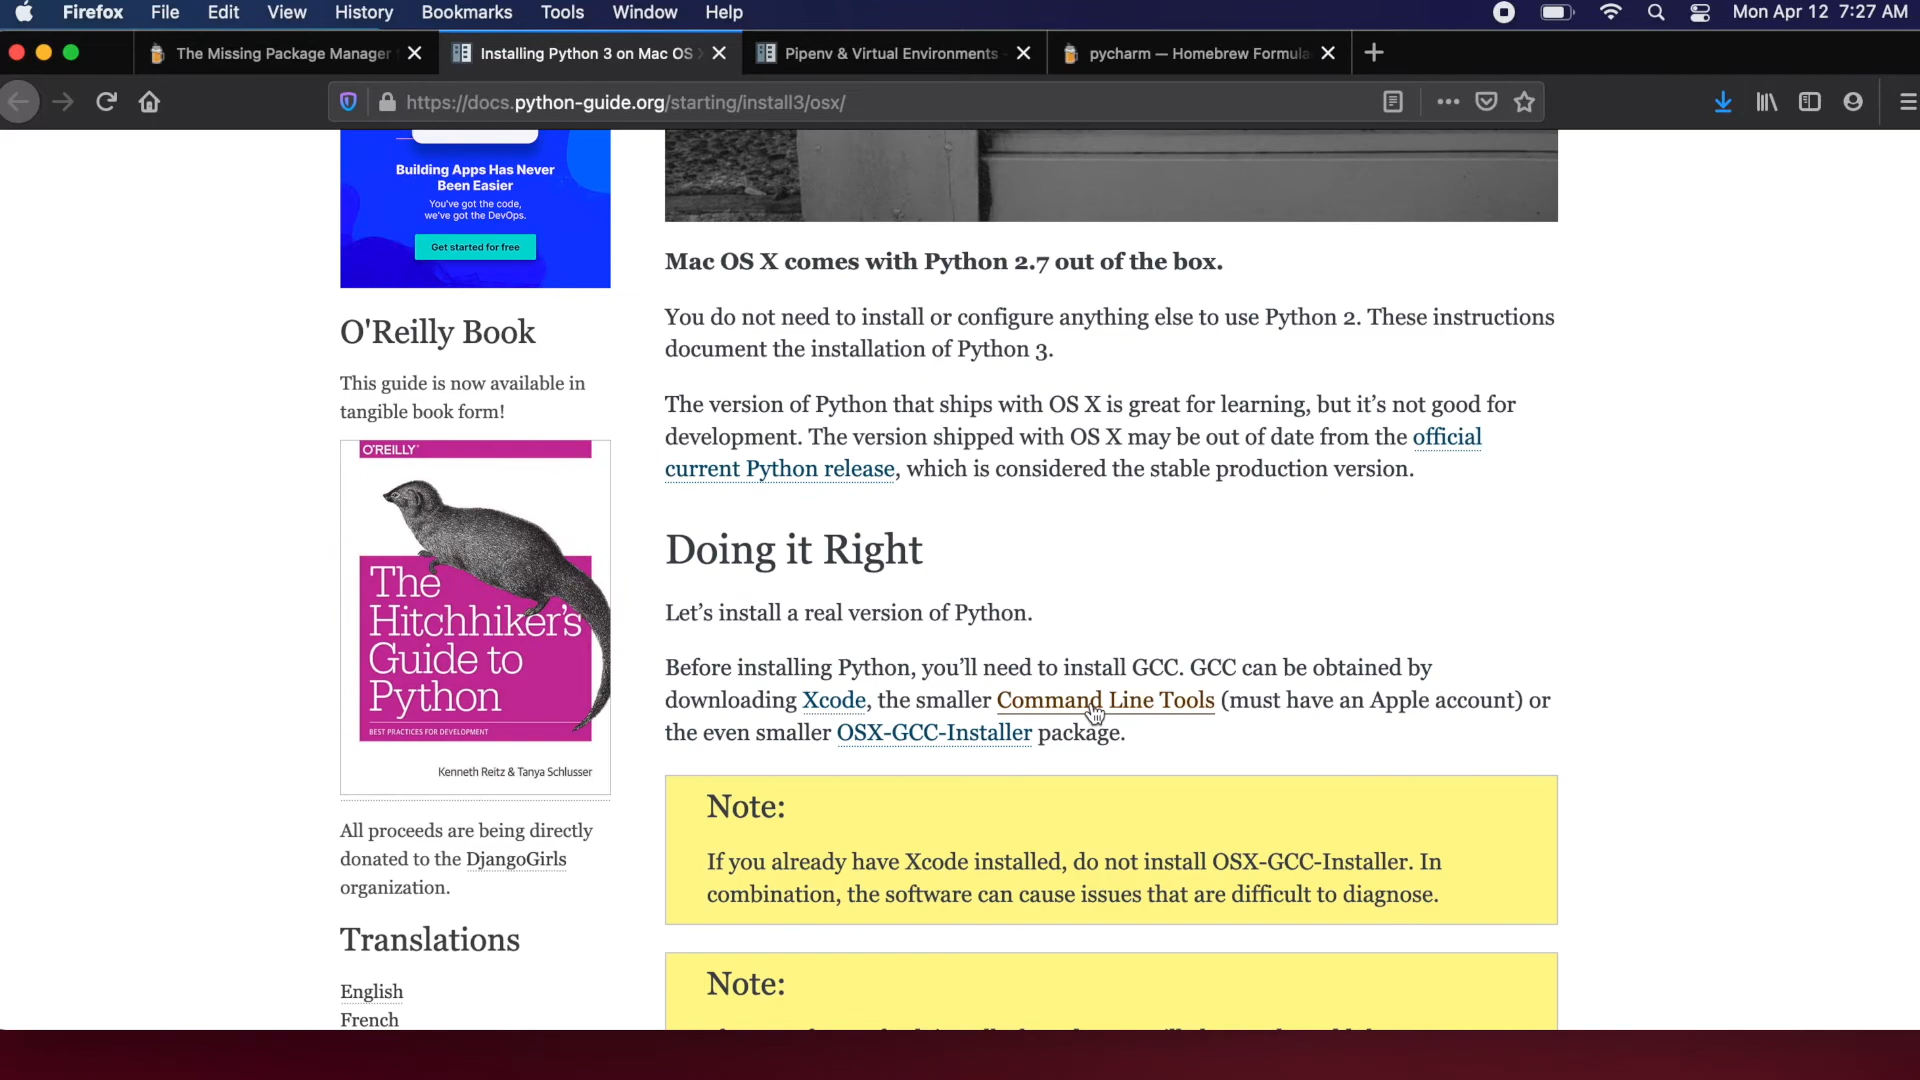 Firefox File Edit View History Bookmarks Tools Window Help Mon Apr 12 7:27 AM
The Missing Package Manager Installing Python 3 on Mac OS Pipenv & Virtual Environments pycharm — Homebrew Formula
https://docs.python-guide.org/starting/install3/osx/
Building Apps Has Never
Been Easier
You've got the code,
we've got the DevOps.
Get started for free
O'Reilly Book
This guide is now available in
tangible book form!
O'REILLY
The
Hitchhiker's
Guide to
Python
BEST PRACTICES FOR DEVELOPMENT
Kenneth Reitz & Tanya Schlusser
All proceeds are being directly
donated to the DjangoGirls
organization.
Translations
English
French
Mac OS X comes with Python 2.7 out of the box.
You do not need to install or configure anything else to use Python 2. These instructions
document the installation of Python 3.
The version of Python that ships with OS X is great for learning, but it’s not good for
development. The version shipped with OS X may be out of date from the official
current Python release, which is considered the stable production version.
Doing it Right
Let’s install a real version of Python.
Before installing Python, you’ll need to install GCC. GCC can be obtained by
downloading Xcode, the smaller Command Line Tools (must have an Apple account) or
the even smaller OSX-GCC-Installer package.
Note:
If you already have Xcode installed, do not install OSX-GCC-Installer. In
combination, the software can cause issues that are difficult to diagnose.
Note: